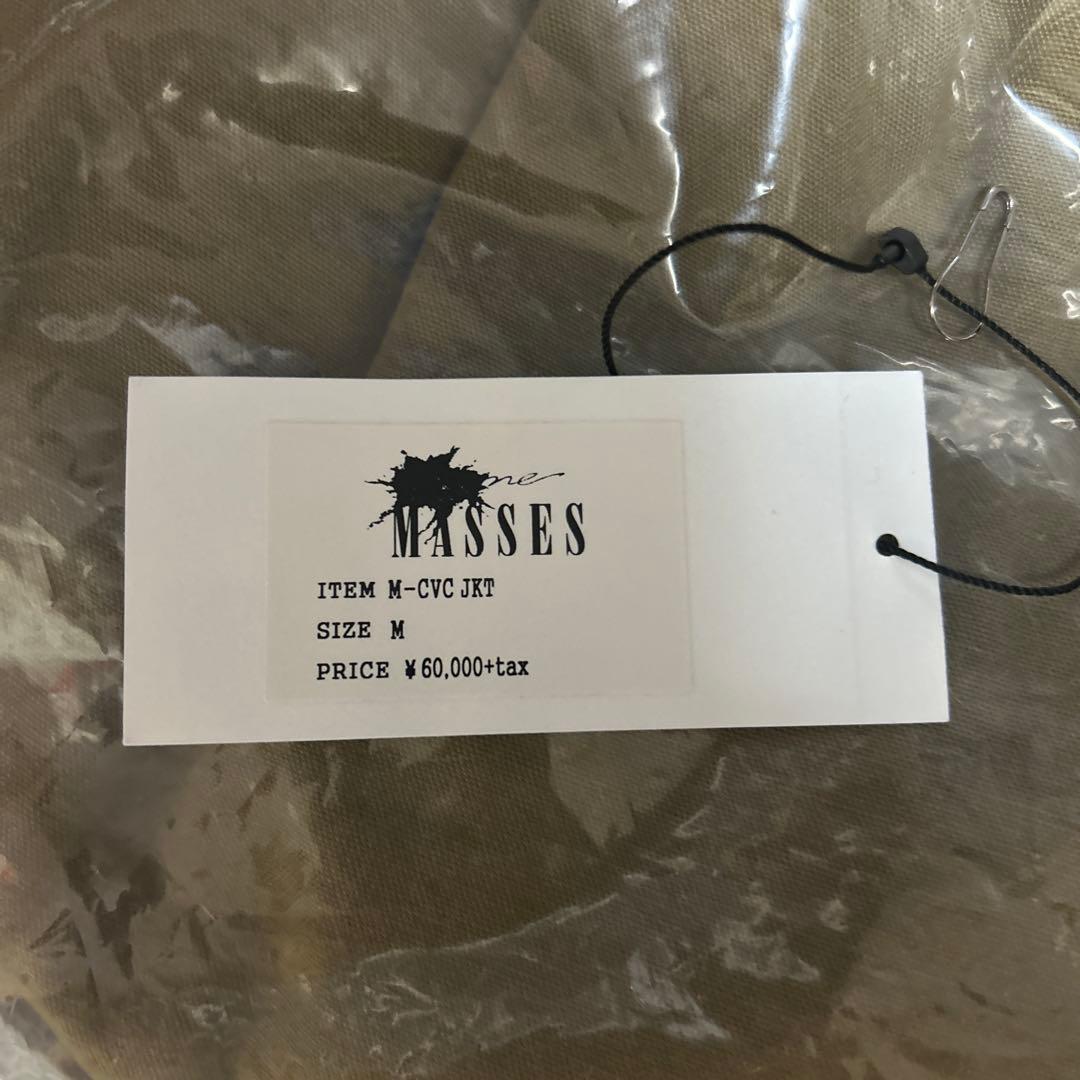 MASSES
ITEM M-CVC JKT
SIZE M
PRICE ¥60,000+tax